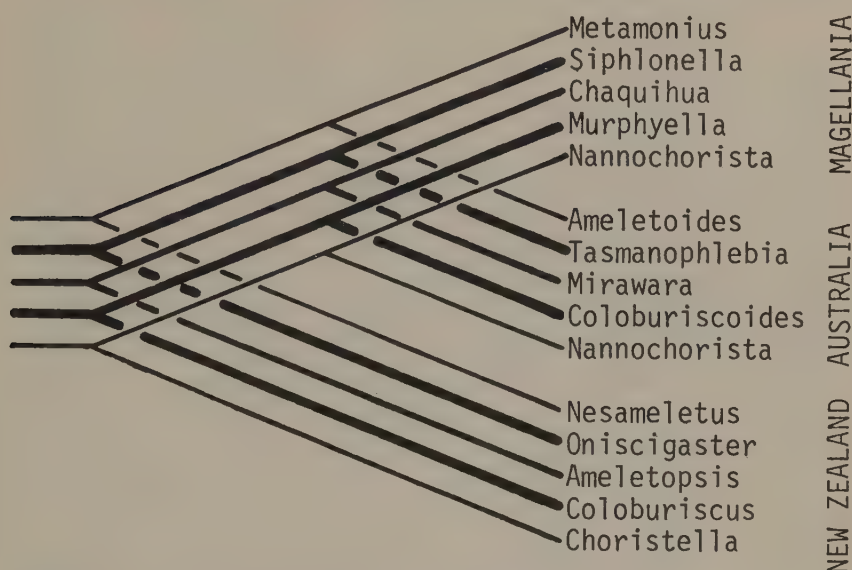 Metamonius
Siphlonella
Chaquihua
Murphyella
Nannochorista
Ameletoides
Tasmanophlebia
Mirawara
Coloburiscoides
Nannochorista
Nesameletus
Oniscigaster
Ameletopsis
Coloburiscus
Choristella
MAGELLANIA
AUSTRALIA
NEW ZEALAND